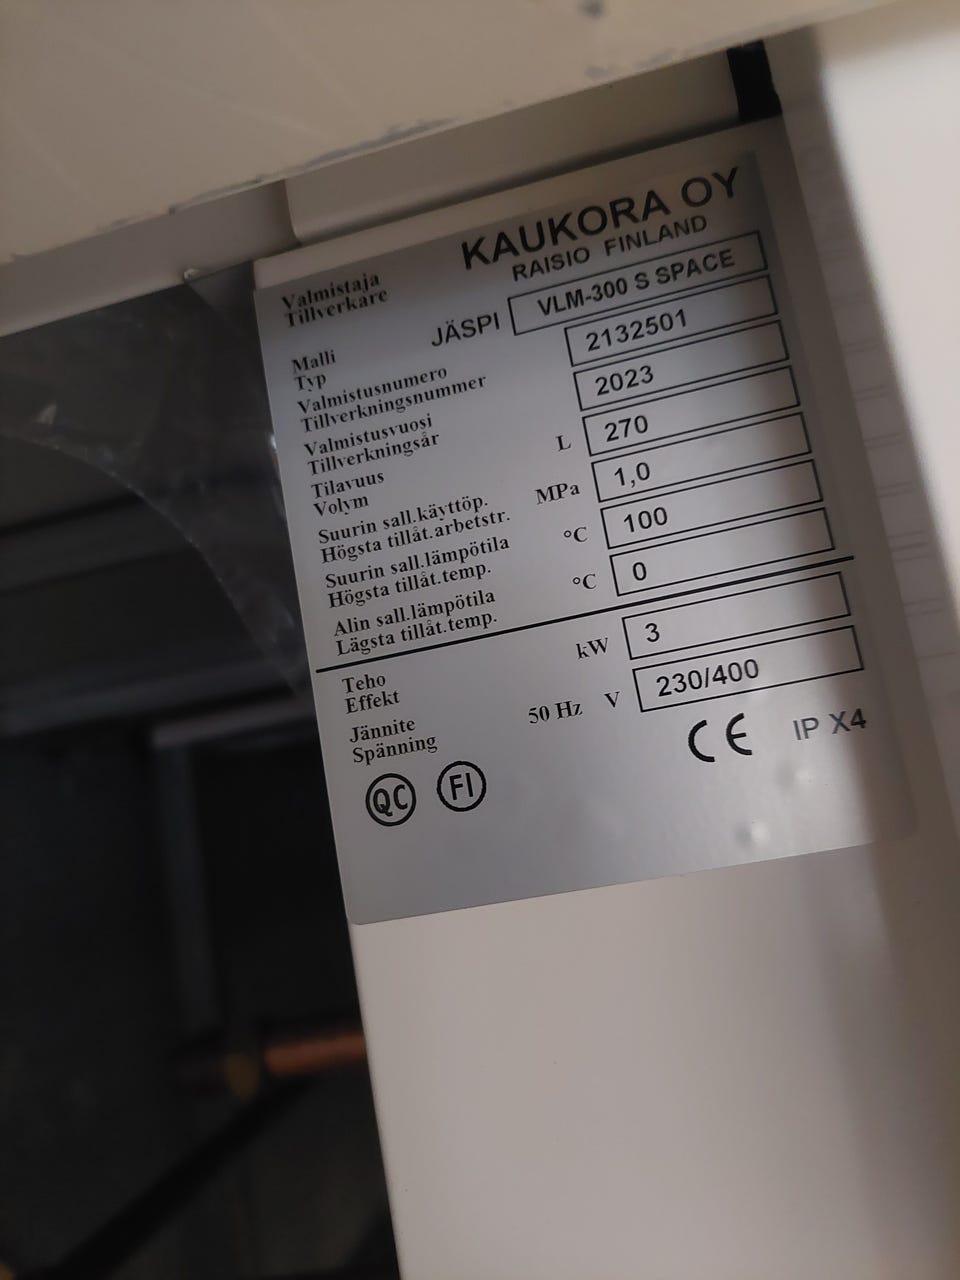 Valmistaja KAUKORA OY
Tillverkare RAISIO FINLAND
Malli JÄSPI VLM-300 S SPACE
Typ
Valmistusnumero 2132501
Tillverkningsnummer
Valmistusvuosi 2023
Tillverkningsår
Tilavuus L 270
Volym
Suurin sall.käyttöp. MPa 1,0
Högsta tillåt.arbetstr.
Suurin sall.lämpötila °C 100
Högsta tillåt.temp.
Alin sall.lämpötila °C 0
Lägsta tillåt.temp.
Teho kW 3
Effekt
Jännite 50 Hz V 230/400
Spänning
QC FI CE IP X4